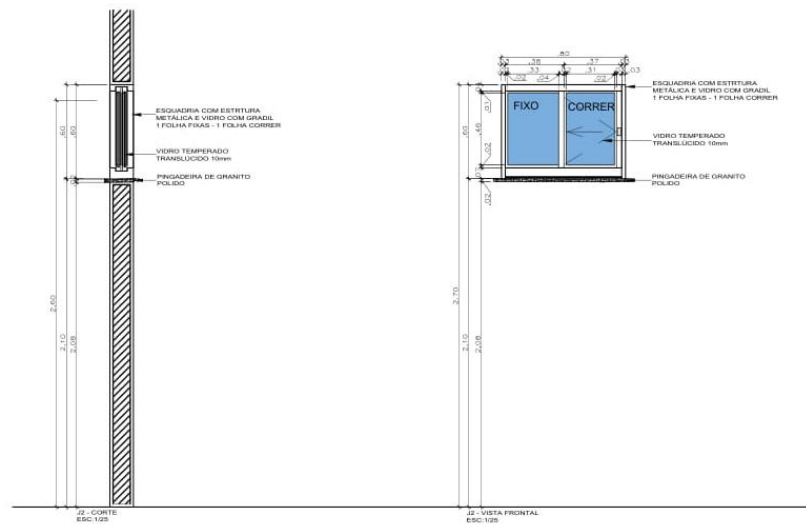 ESQUADRIA COM ESTRTURA
METÁLICA E VIDRO COM GRADIL
1 FOLHA FIXAS - 1 FOLHA CORRER
VIDRO TEMPERADO
TRANSLÚCIDO 10mm
PINGADEIRA DE GRANITO
POLIDO
.60
.60
2.60
2.10
2.08
J2 - CORTE
ESC:1/25
.80
.38
.37
.33
.31
.03
.02
.04
.02
FIXO
CORRER
.01
.46
.02
.60
.02
2.70
2.10
2.08
ESQUADRIA COM ESTRTURA
METÁLICA E VIDRO COM GRADIL
1 FOLHA FIXAS - 1 FOLHA CORRER
VIDRO TEMPERADO
TRANSLÚCIDO 10mm
PINGADEIRA DE GRANITO
POLIDO
J2 - VISTA FRONTAL
ESC:1/25